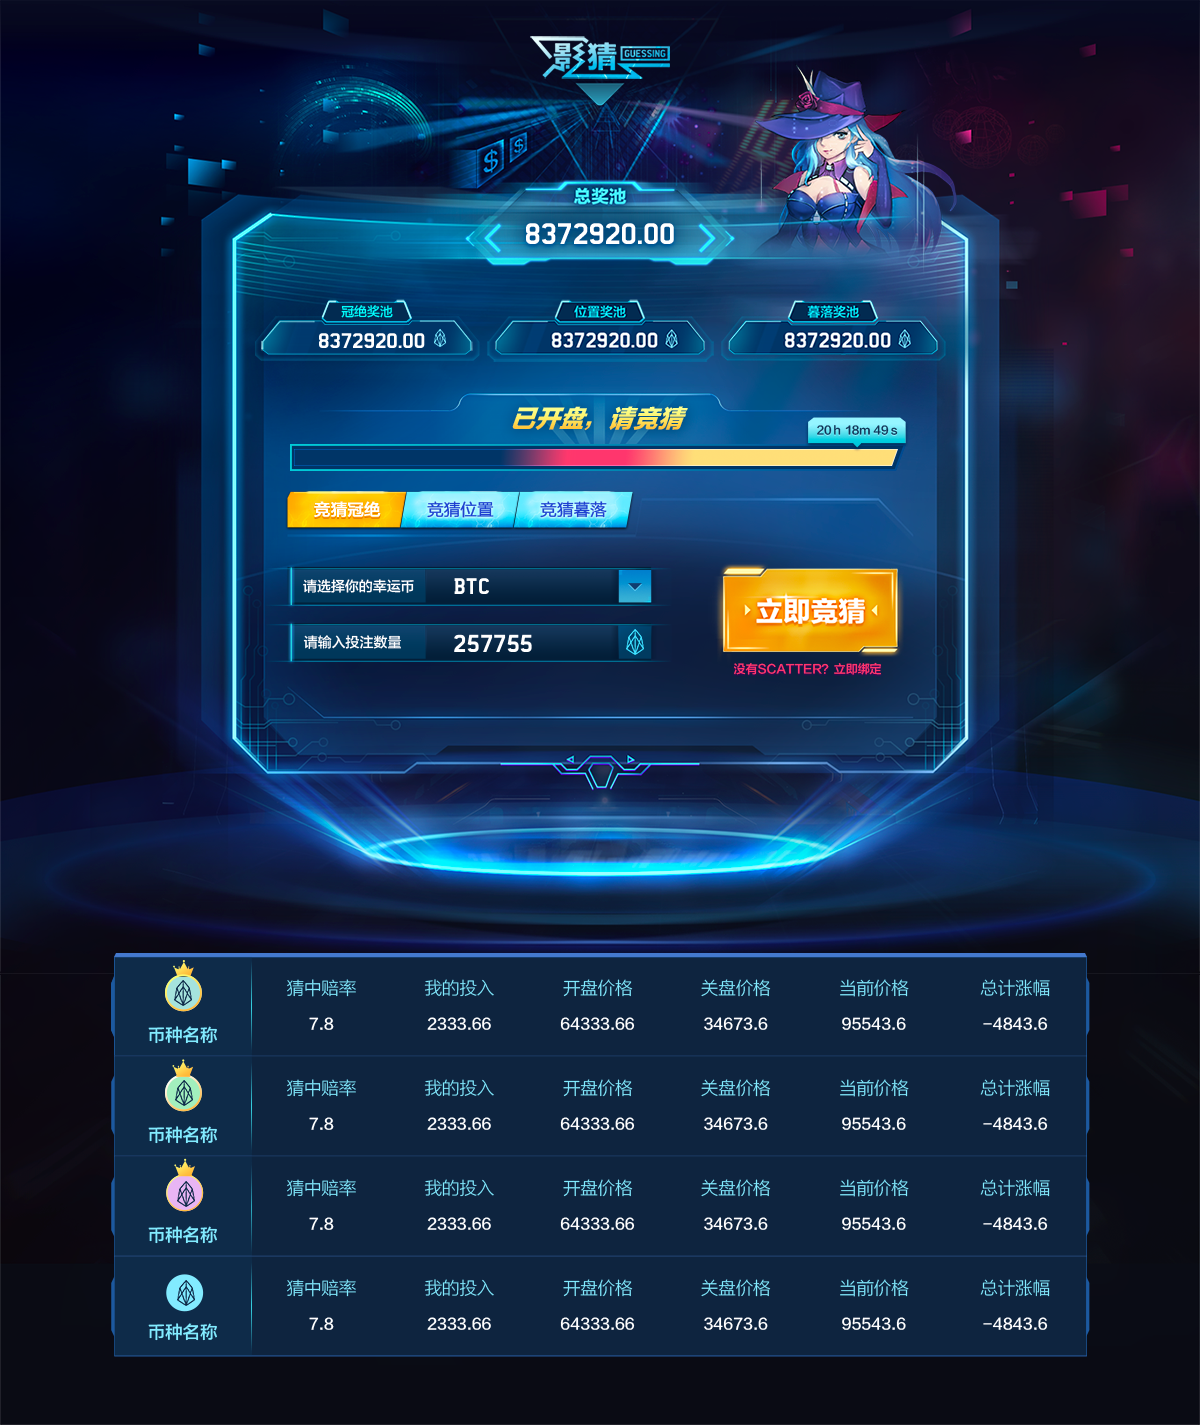 影猜 GUESSING
$ $
总奖池
8372920.00
冠绝奖池 位置奖池 暮落奖池
8372920.00 8372920.00 8372920.00
已开盘，请竞猜
20h 18m 49s
竞猜冠绝 竞猜位置 竞猜暮落
请选择你的幸运币 BTC
立即竞猜
请输入投注数量 257755
没有SCATTER？立即绑定
猜中赔率 我的投入 开盘价格 关盘价格 当前价格 总计涨幅
7.8 2333.66 64333.66 34673.6 95543.6 −4843.6
币种名称
猜中赔率 我的投入 开盘价格 关盘价格 当前价格 总计涨幅
7.8 2333.66 64333.66 34673.6 95543.6 −4843.6
币种名称
猜中赔率 我的投入 开盘价格 关盘价格 当前价格 总计涨幅
7.8 2333.66 64333.66 34673.6 95543.6 −4843.6
币种名称
猜中赔率 我的投入 开盘价格 关盘价格 当前价格 总计涨幅
7.8 2333.66 64333.66 34673.6 95543.6 −4843.6
币种名称